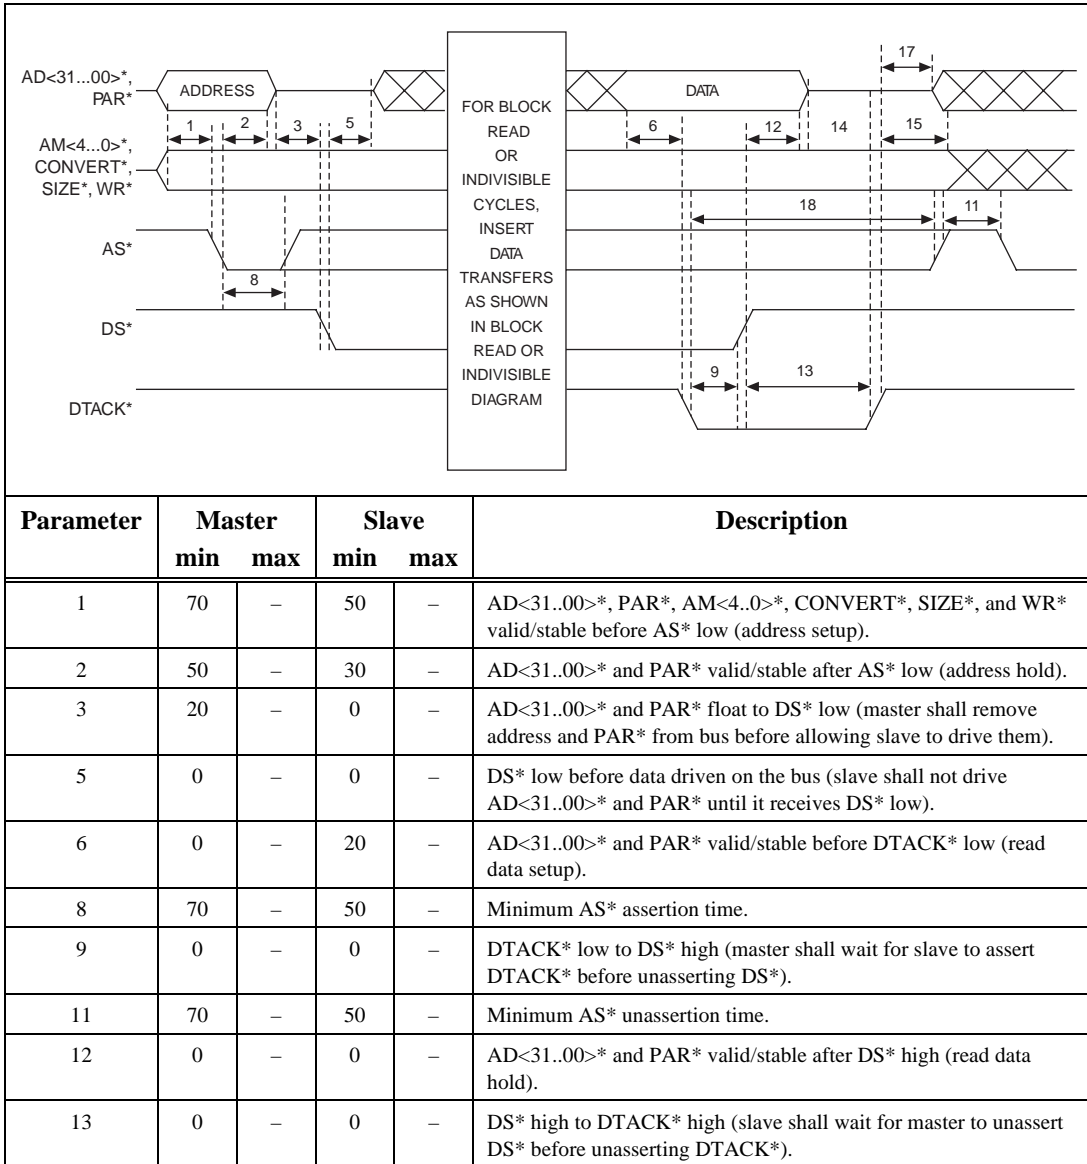 AD<31...00>*,
PAR*
ADDRESS
DATA
17
1
2
3
5
6
12
14
15
AM<4...0>*,
CONVERT*,
SIZE*, WR*
18
11
AS*
8
DS*
9
13
DTACK*
FOR BLOCK
READ
OR
INDIVISIBLE
CYCLES,
INSERT
DATA
TRANSFERS
AS SHOWN
IN BLOCK
READ OR
INDIVISIBLE
DIAGRAM
Parameter Master Slave Description
min max min max
1 70 – 50 – AD<31..00>*, PAR*, AM<4..0>*, CONVERT*, SIZE*, and WR*
valid/stable before AS* low (address setup).
2 50 – 30 – AD<31..00>* and PAR* valid/stable after AS* low (address hold).
3 20 – 0 – AD<31..00>* and PAR* float to DS* low (master shall remove
address and PAR* from bus before allowing slave to drive them).
5 0 – 0 – DS* low before data driven on the bus (slave shall not drive
AD<31..00>* and PAR* until it receives DS* low).
6 0 – 20 – AD<31..00>* and PAR* valid/stable before DTACK* low (read
data setup).
8 70 – 50 – Minimum AS* assertion time.
9 0 – 0 – DTACK* low to DS* high (master shall wait for slave to assert
DTACK* before unasserting DS*).
11 70 – 50 – Minimum AS* unassertion time.
12 0 – 0 – AD<31..00>* and PAR* valid/stable after DS* high (read data
hold).
13 0 – 0 – DS* high to DTACK* high (slave shall wait for master to unassert
DS* before unasserting DTACK*).